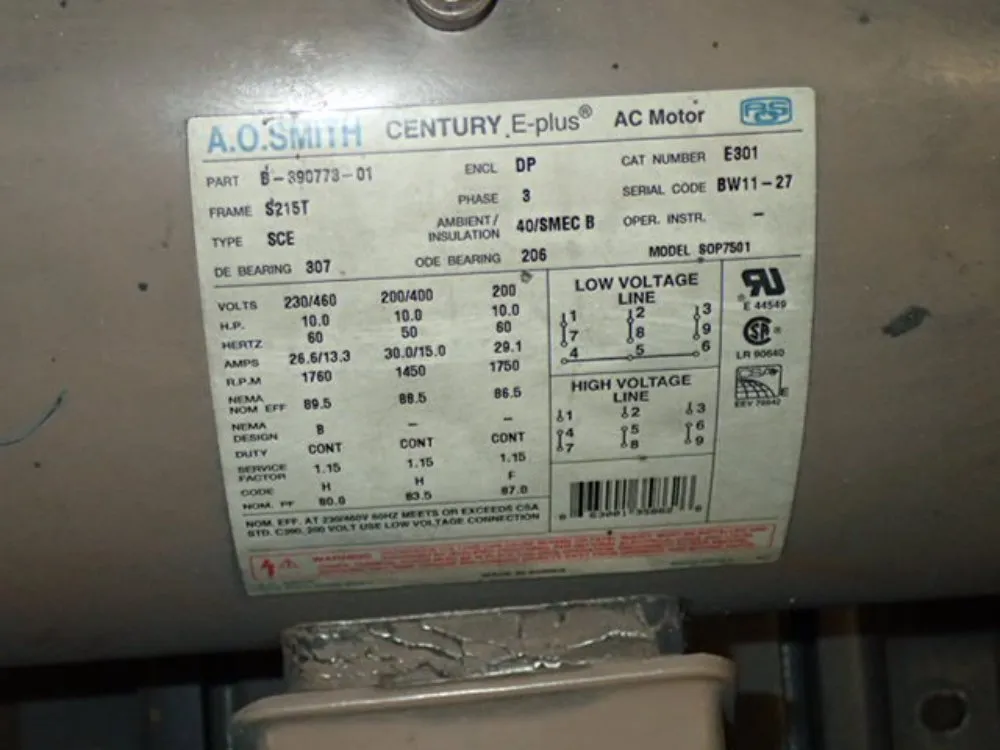 A.O.SMITH CENTURY E-plus® AC Motor
PART B-390773-01 ENCL DP CAT NUMBER E301
FRAME S215T PHASE 3 SERIAL CODE BW11-27
TYPE SCE AMBIENT/ INSULATION 40/SMEC B OPER. INSTR. -
DE BEARING 307 ODE BEARING 206 MODEL SOP7501
VOLTS 230/460 200/400 200
H.P. 10.0 10.0 10.0
HERTZ 60 50 60
AMPS 26.6/13.3 30.0/15.0 29.1
R.P.M 1760 1450 1750
NEMA NOM EFF 89.5 88.5 86.5
NEMA DESIGN B - -
DUTY CONT CONT CONT
SERVICE FACTOR 1.15 1.15 1.15
CODE H H F
NOM. PF 80.0 83.5 87.0
NOM. EFF. AT 230/460V 60HZ MEETS OR EXCEEDS CSA
STD. C390, 200 VOLT USE LOW VOLTAGE CONNECTION
LOW VOLTAGE
LINE
1 2 3
7 8 9
4 5 6
HIGH VOLTAGE
LINE
1 2 3
4 5 6
7 8 9
E 44549
LR 60640
EEV 78642
WARNING